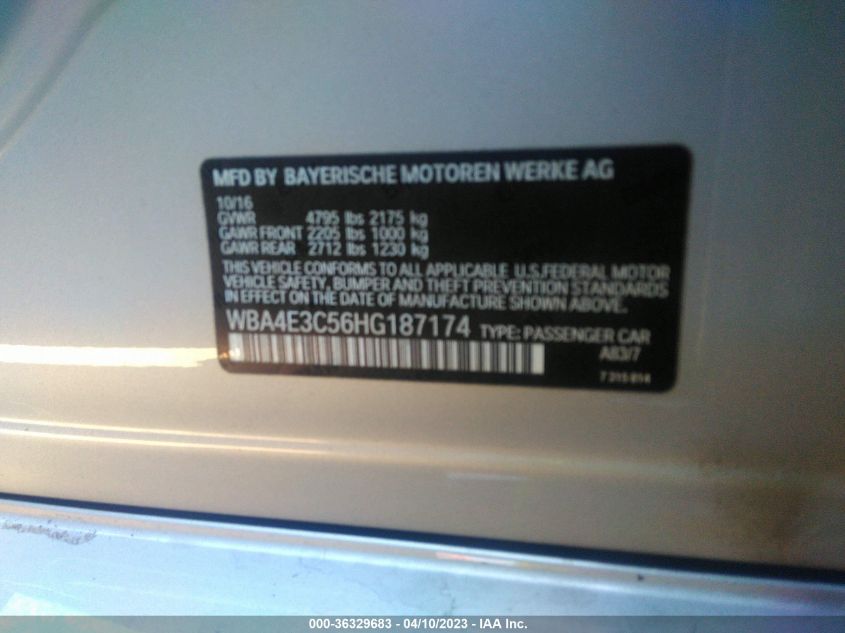 MFD BY BAYERISCHE MOTOREN WERKE AG
10/16
GVWR 4795 lbs 2175 kg
GAWR FRONT 2205 lbs 1000 kg
GAWR REAR 2712 lbs 1230 kg
THIS VEHICLE CONFORMS TO ALL APPLICABLE U.S.FEDERAL MOTOR
VEHICLE SAFETY, BUMPER AND THEFT PREVENTION STANDARDS
IN EFFECT ON THE DATE OF MANUFACTURE SHOWN ABOVE.
WBA4E3C56HG187174 TYPE: PASSENGER CAR
A83/7
7 315 814
000-36329683 - 04/10/2023 - IAA Inc.